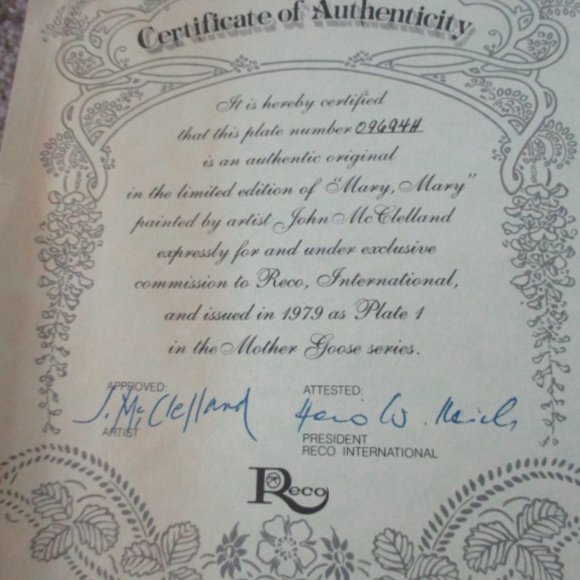 Certificate of Authenticity
It is hereby certified
that this plate number 09694H
is an authentic original
in the limited edition of "Mary, Mary"
painted by artist John McClelland
expressly for and under exclusive
commission to Reco, International,
and issued in 1979 as Plate 1
in the Mother Goose series.
APPROVED:
J. McClelland
ARTIST
ATTESTED:
PRESIDENT
RECO INTERNATIONAL
Reco